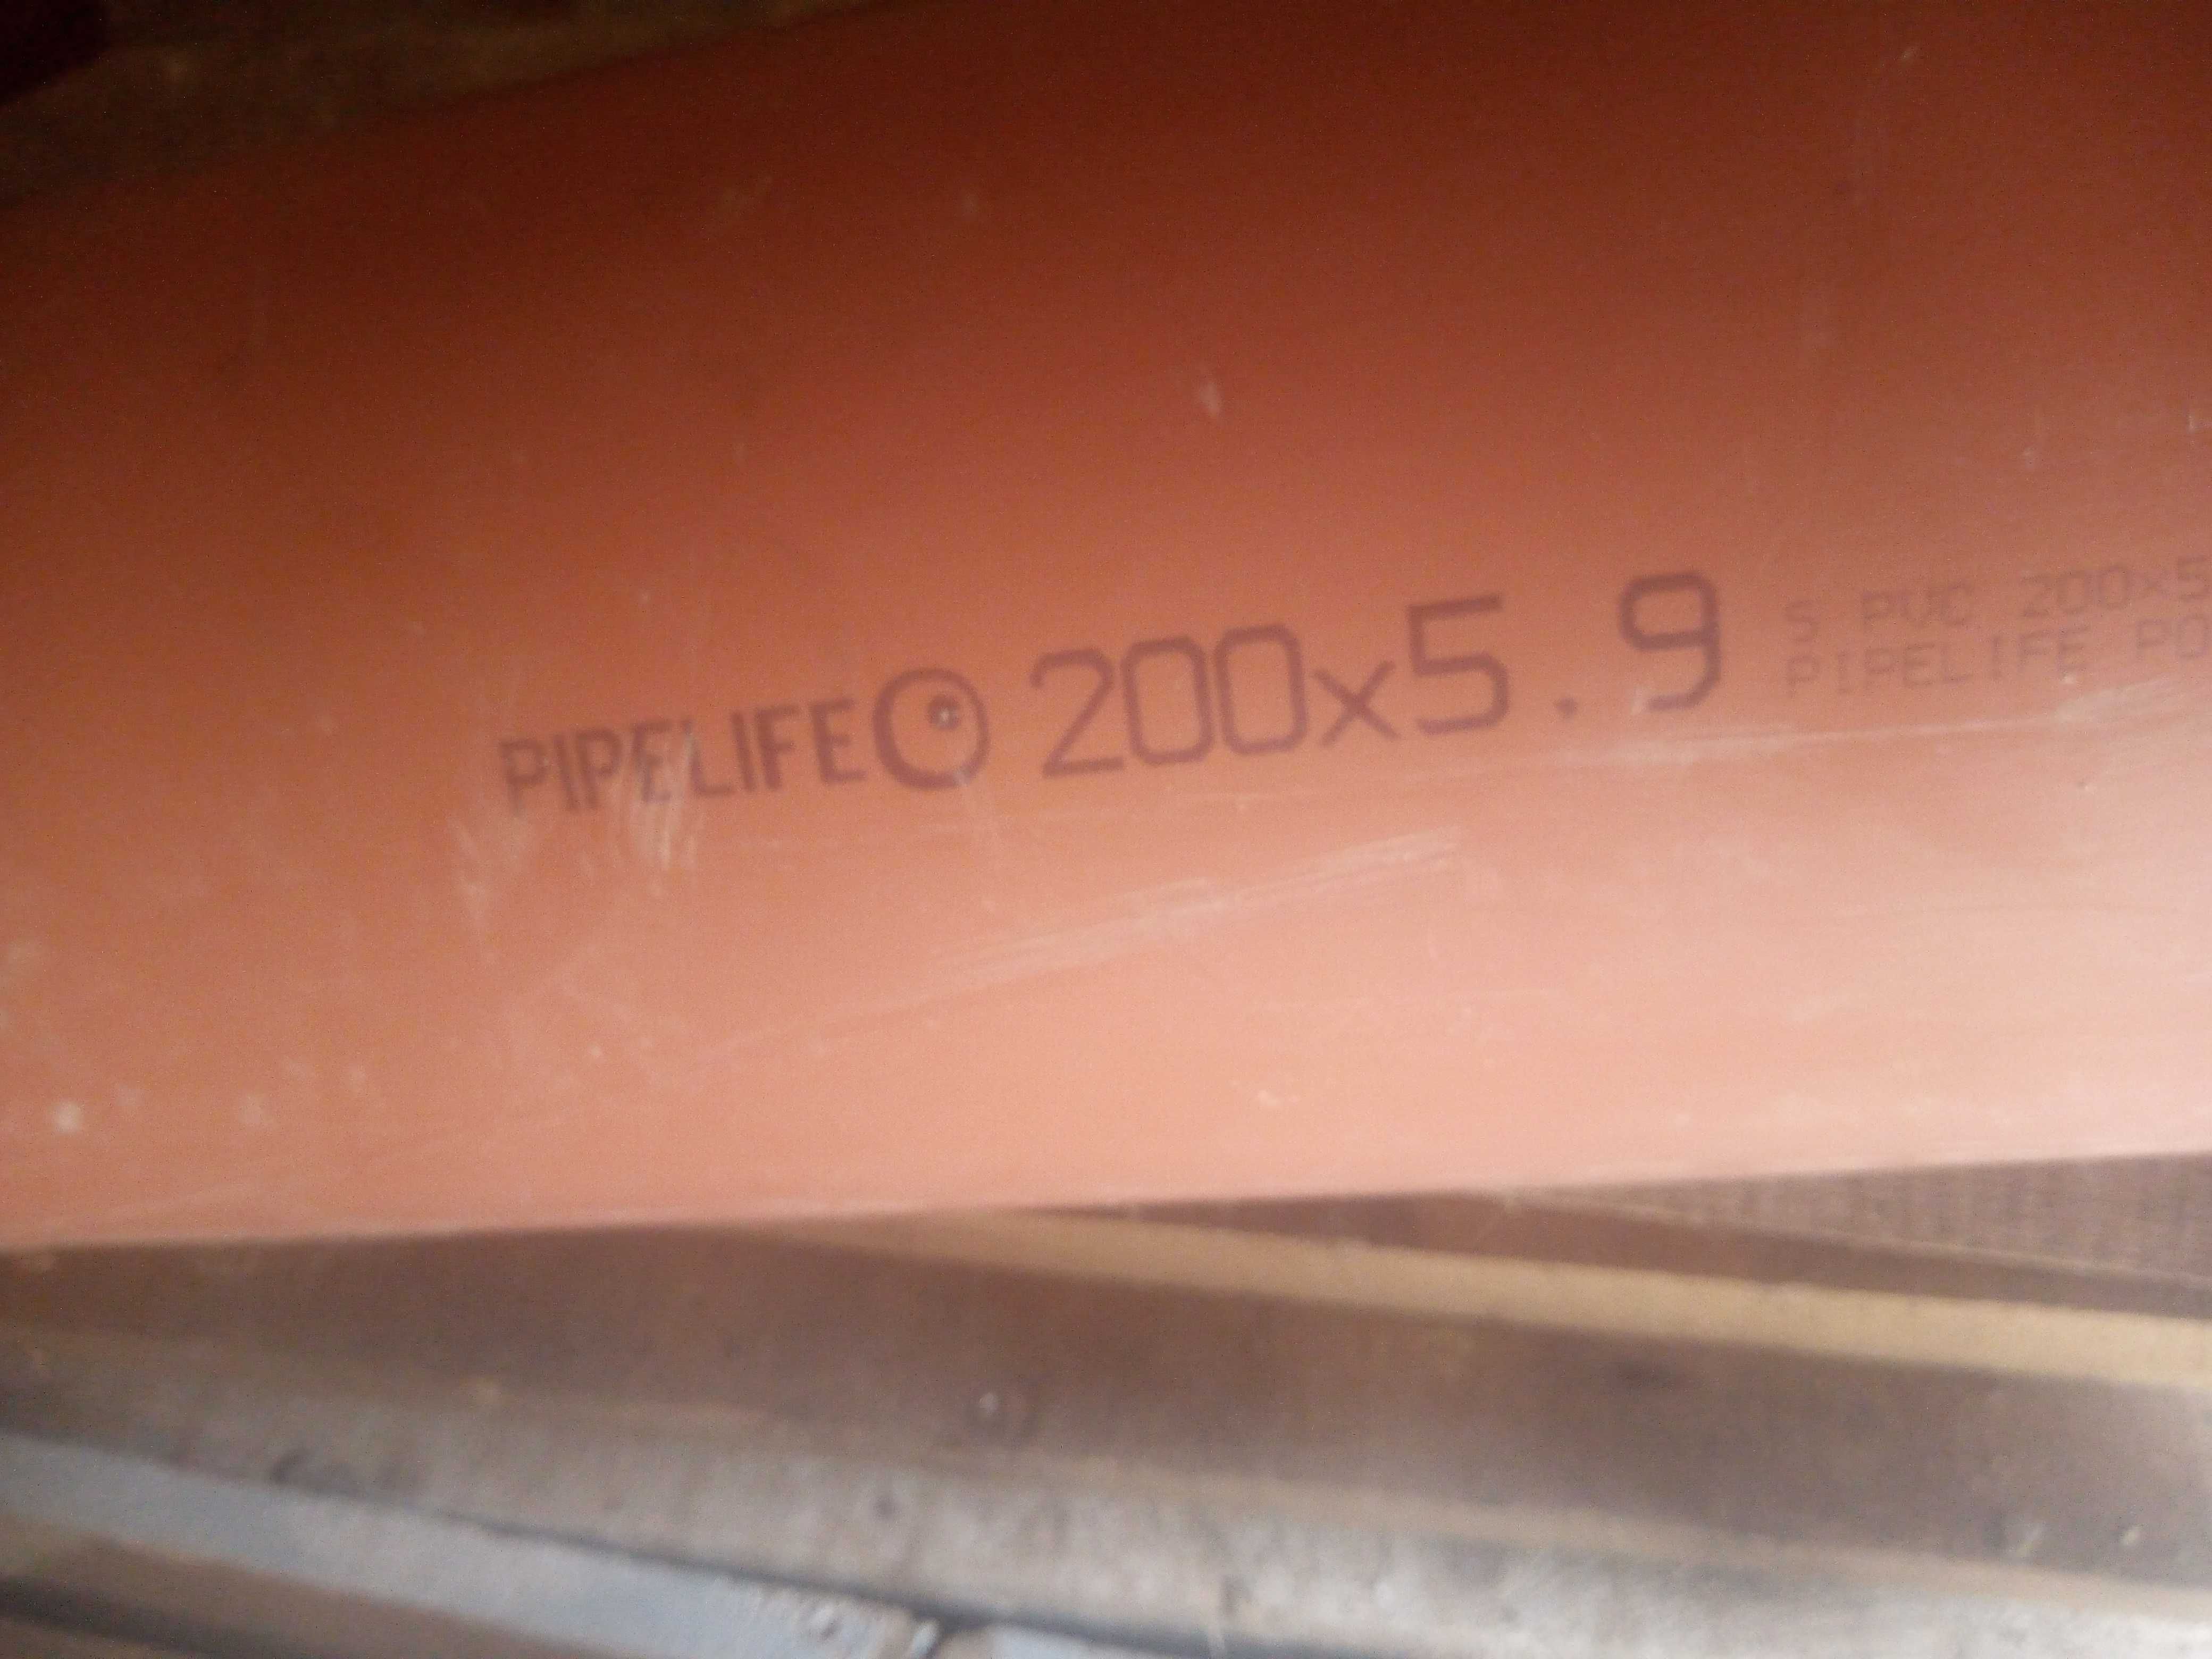 PIPELIFE 200x5.9
S PVC 200x5
PIPELIFE PO